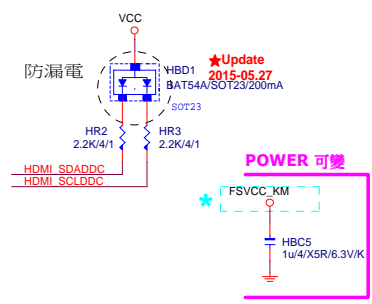 VCC
防漏電
HBD1
BAT54A/SOT23/200mA
SOT23
★Update
2015-05.27
HR2
2.2K/4/1
HR3
2.2K/4/1
HDMI_SDADDC
HDMI_SCLDDC
POWER 可變
*
FSVCC_KM
HBC5
1u/4/X5R/6.3V/K